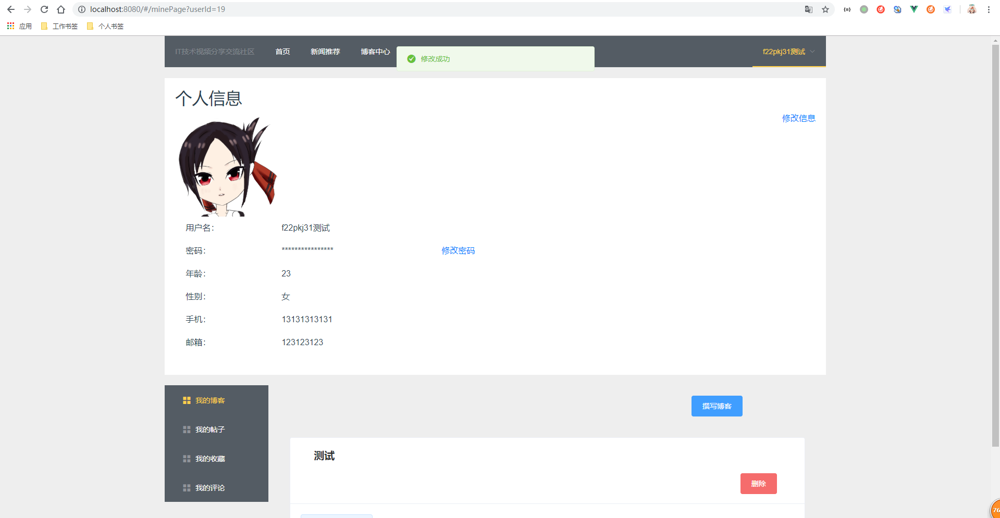 localhost:8080/#/minePage?userId=19
应用 工作书签 个人书签
IT技术视频分享交流社区 首页 新闻推荐 博客中心 修改成功 f22pkj31测试
个人信息
修改信息
用户名: f22pkj31测试
密码: **************** 修改密码
年龄: 23
性别: 女
手机: 13131313131
邮箱: 123123123
我的博客
撰写博客
我的帖子
测试
我的收藏
删除
我的评论
76